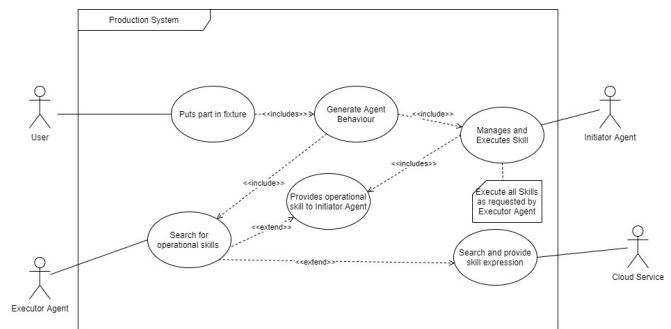 Production System
User
Puts part in fixture
<<includes>>
Generate Agent
Behaviour
<<include>>
Manages and
Executes Skill
Initiator Agent
<<include>>
<<includes>>
Provides operational
skill to Initiator Agent
Execute all Skills
as requested by
Executor Agent
Search for
operational skills
<<extend>>
Search and provide
skill expression
<<extend>>
Executor Agent
Cloud Service